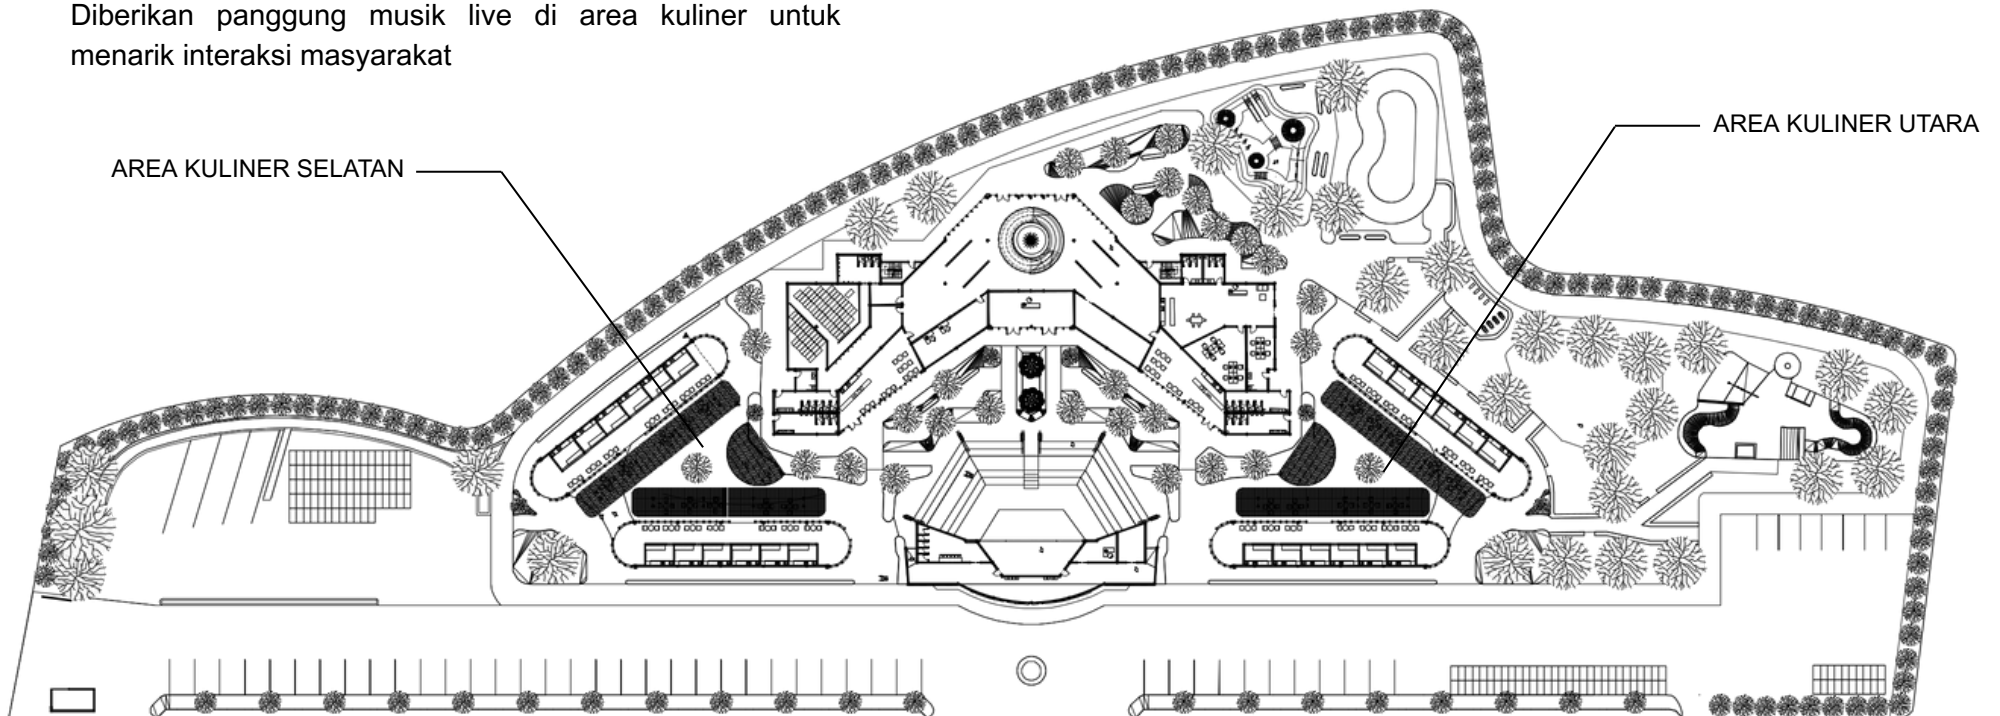 Diberikan panggung musik live di area kuliner untuk
menarik interaksi masyarakat
AREA KULINER UTARA
AREA KULINER SELATAN